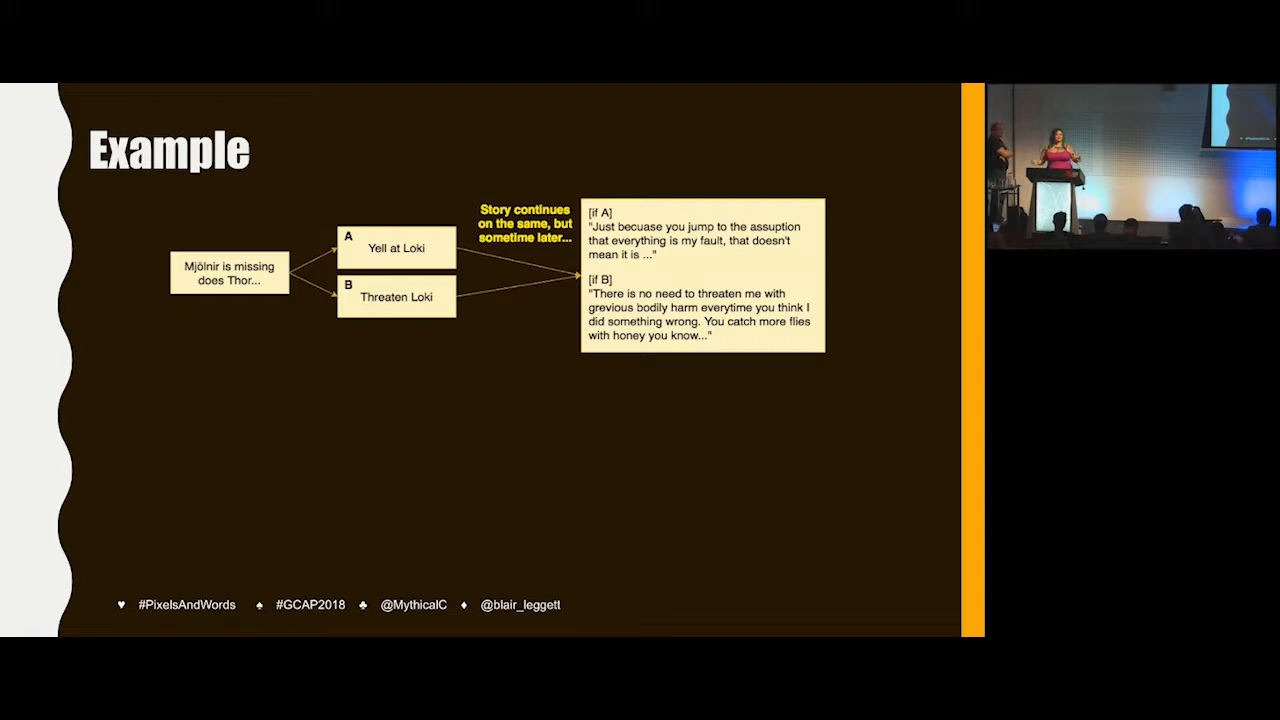 Example
Mjölnir is missing
does Thor...
A
Yell at Loki
B
Threaten Loki
Story continues
on the same, but
sometime later...
[if A]
"Just becuase you jump to the assuption
that everything is my fault, that doesn't
mean it is ..."
[if B]
"There is no need to threaten me with
grevious bodily harm everytime you think I
did something wrong. You catch more flies
with honey you know..."
♥ #PixelsAndWords ♠ #GCAP2018 ♣ @MythicalC ♦ @blair_leggett